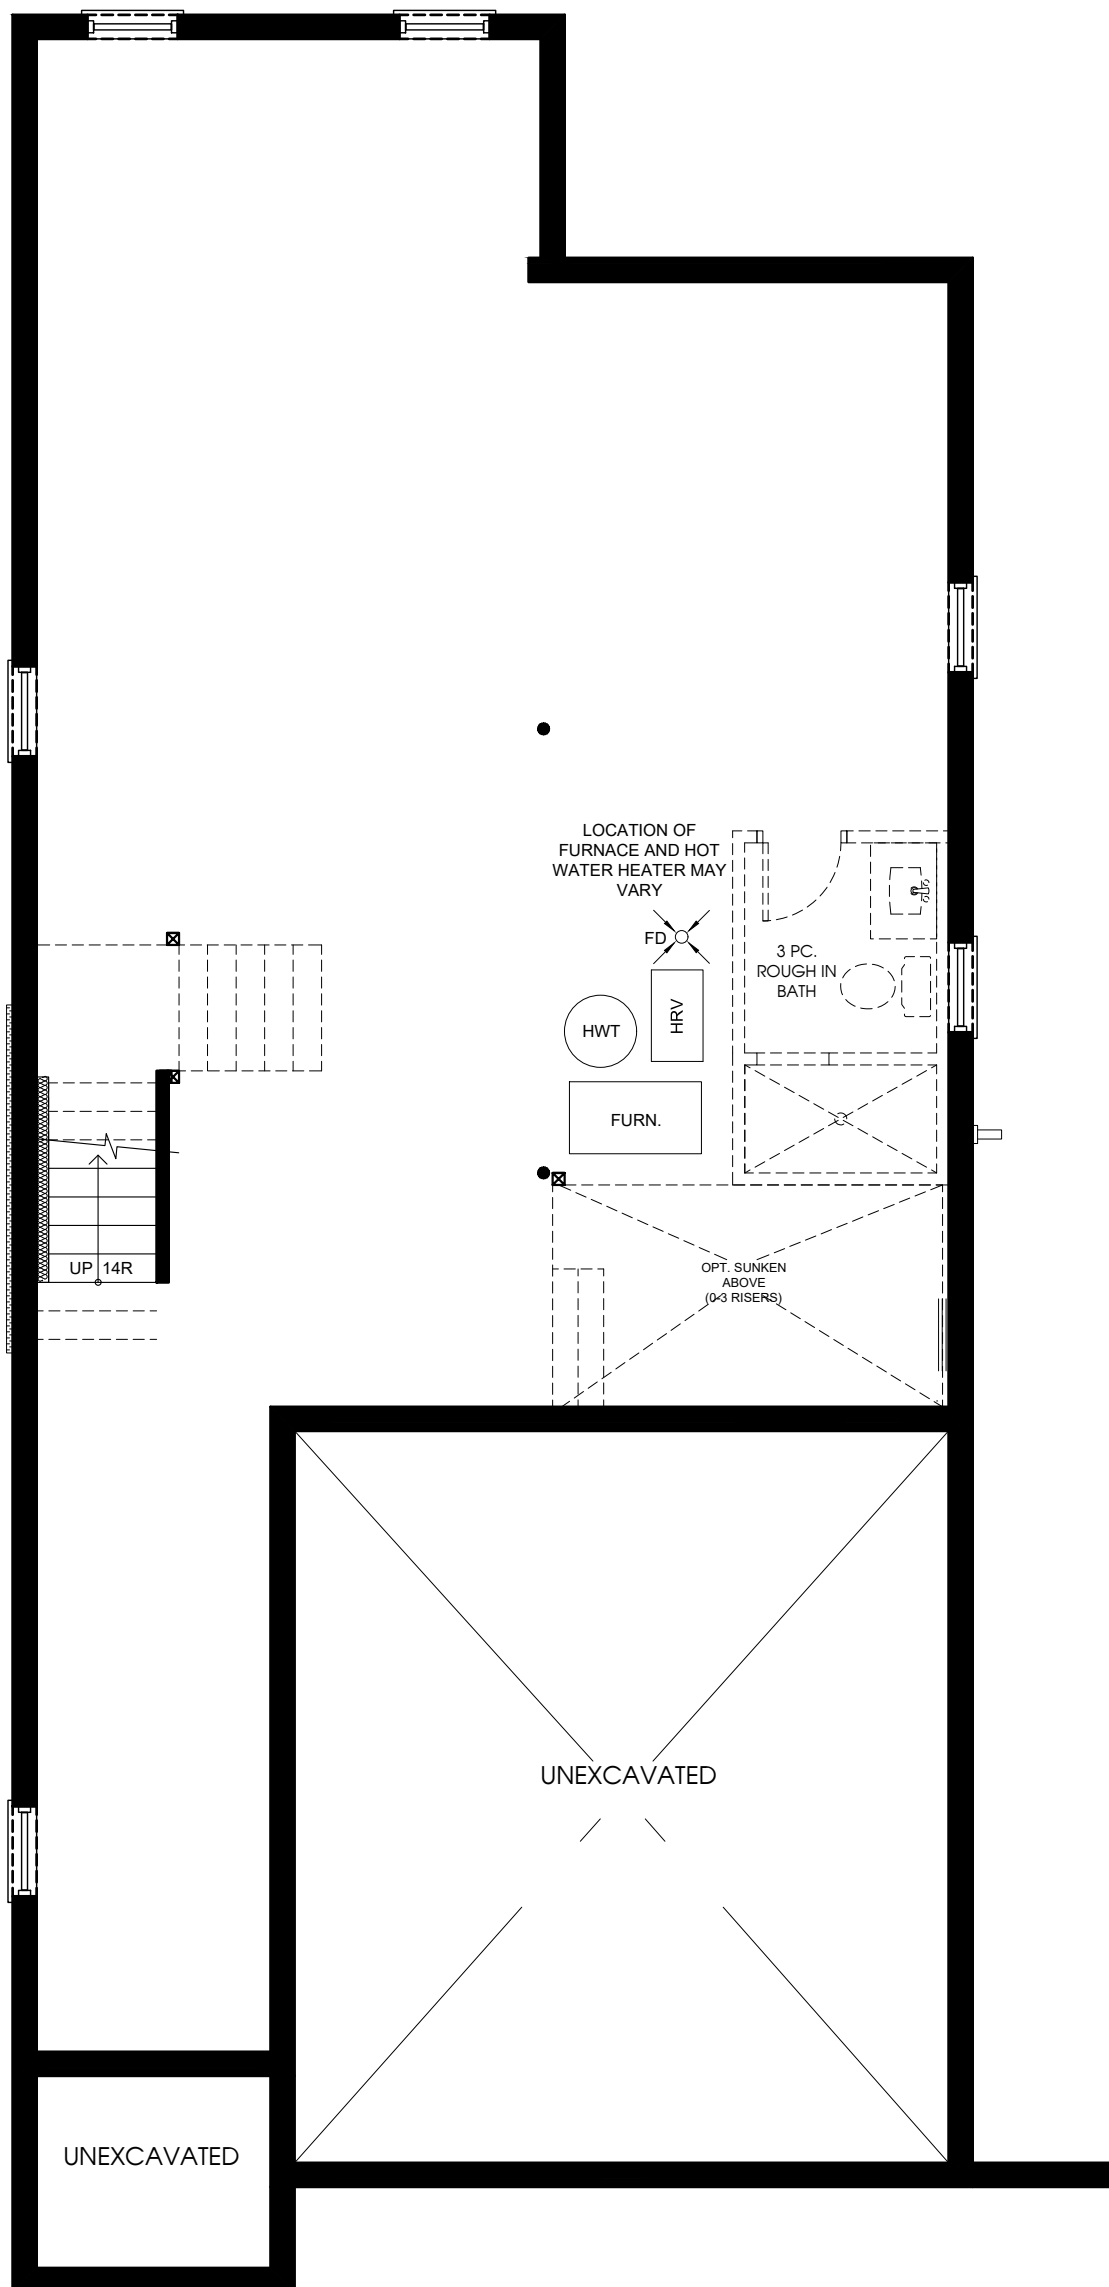 LOCATION OF
FURNACE AND HOT
WATER HEATER MAY
VARY
FD
3 PC.
ROUGH IN
BATH
HRV
HWT
FURN.
UP 14R
OPT. SUNKEN
ABOVE
(0-3 RISERS)
UNEXCAVATED
UNEXCAVATED